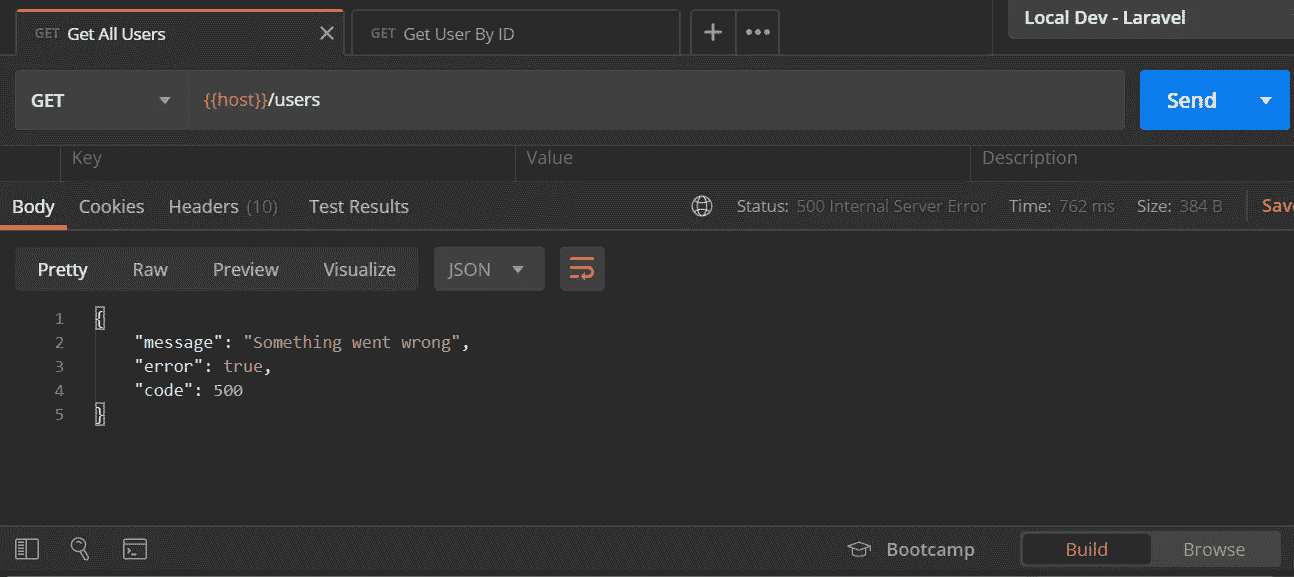 GET Get All Users GET Get User By ID Local Dev - Laravel
GET {{host}}/users Send
Key Value Description
Body Cookies Headers (10) Test Results Status: 500 Internal Server Error Time: 762 ms Size: 384 B Save
Pretty Raw Preview Visualize JSON
1 {
2 "message": "Something went wrong",
3 "error": true,
4 "code": 500
5 }
Bootcamp Build Browse